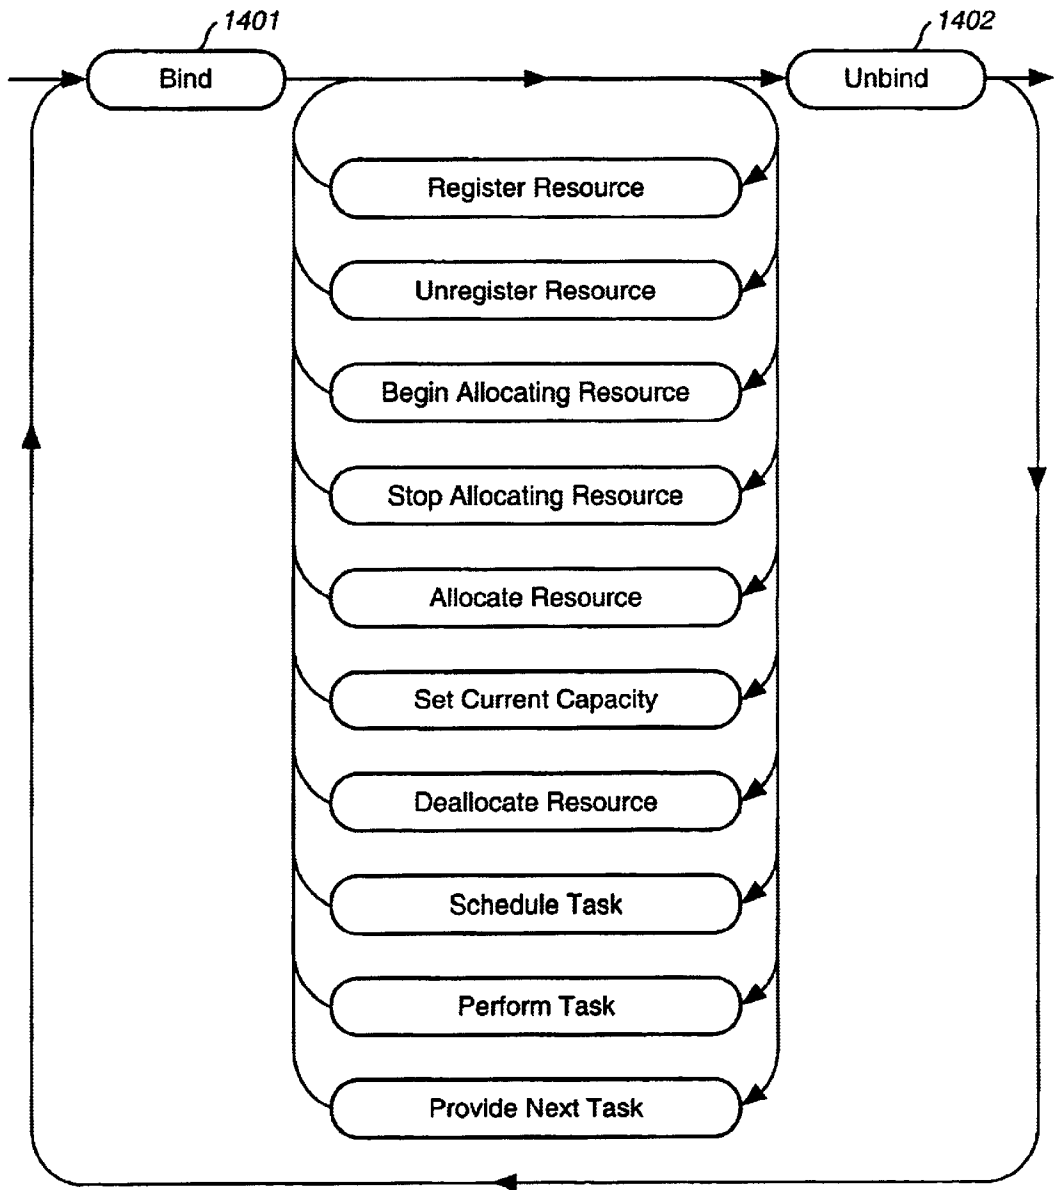 1401
1402
Bind
Unbind
Register Resource
Unregister Resource
Begin Allocating Resource
Stop Allocating Resource
Allocate Resource
Set Current Capacity
Deallocate Resource
Schedule Task
Perform Task
Provide Next Task